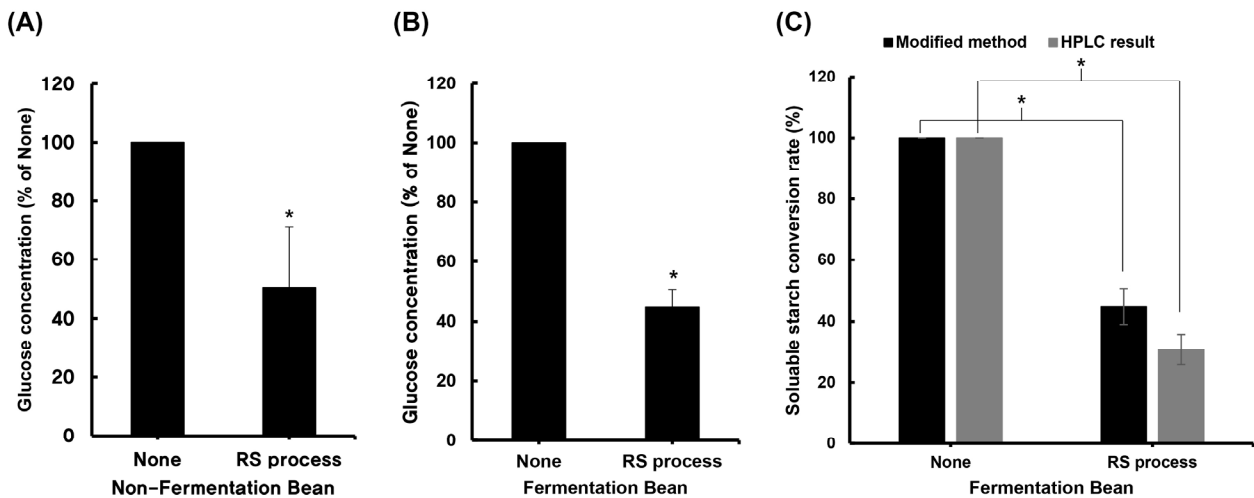 (A)
Glucose concentration (% of None)
120
100
80
60
40
20
0
*
None
RS process
Non-Fermentation Bean
(B)
Glucose concentration (% of None)
120
100
80
60
40
20
0
*
None
RS process
Fermentation Bean
(C)
Modified method
HPLC result
Soluable starch conversion rate (%)
120
100
80
60
40
20
0
*
*
None
RS process
Fermentation Bean